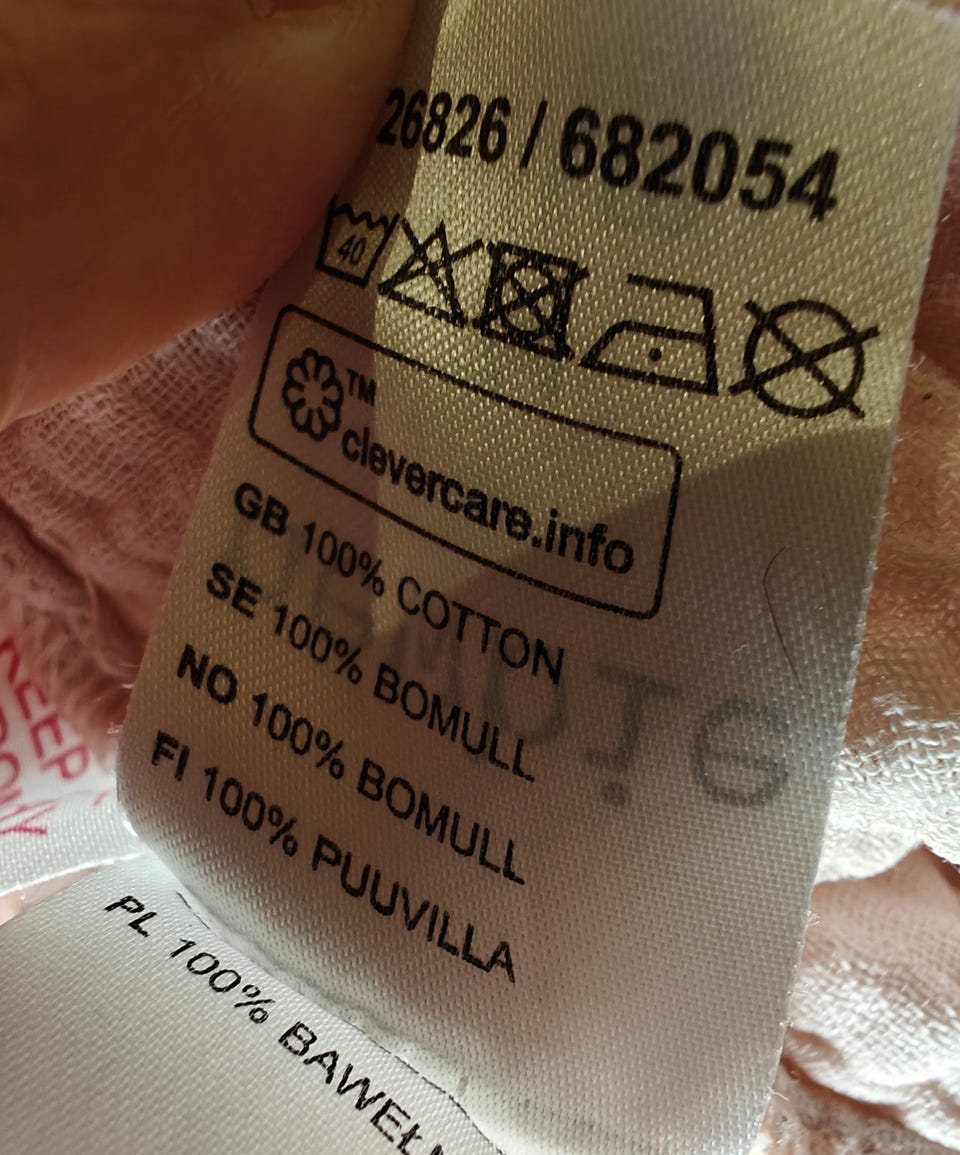 26826 / 682054
40
TM
clevercare.info
GB 100% COTTON
SE 100% BOMULL
NO 100% BOMULL
FI 100% PUUVILLA
PL 100%
KEEP